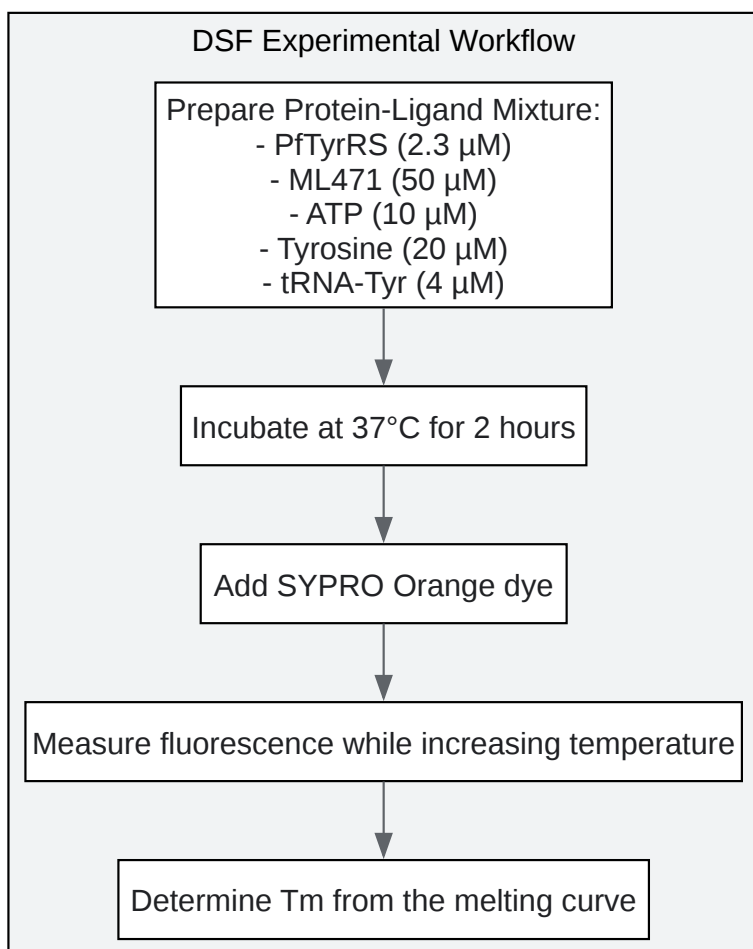 DSF Experimental Workflow
Prepare Protein-Ligand Mixture:
- PfTyrRS (2.3 µM)
- ML471 (50 µM)
- ATP (10 µM)
- Tyrosine (20 µM)
- tRNA-Tyr (4 µM)
Incubate at 37°C for 2 hours
Add SYPRO Orange dye
Measure fluorescence while increasing temperature
Determine Tm from the melting curve